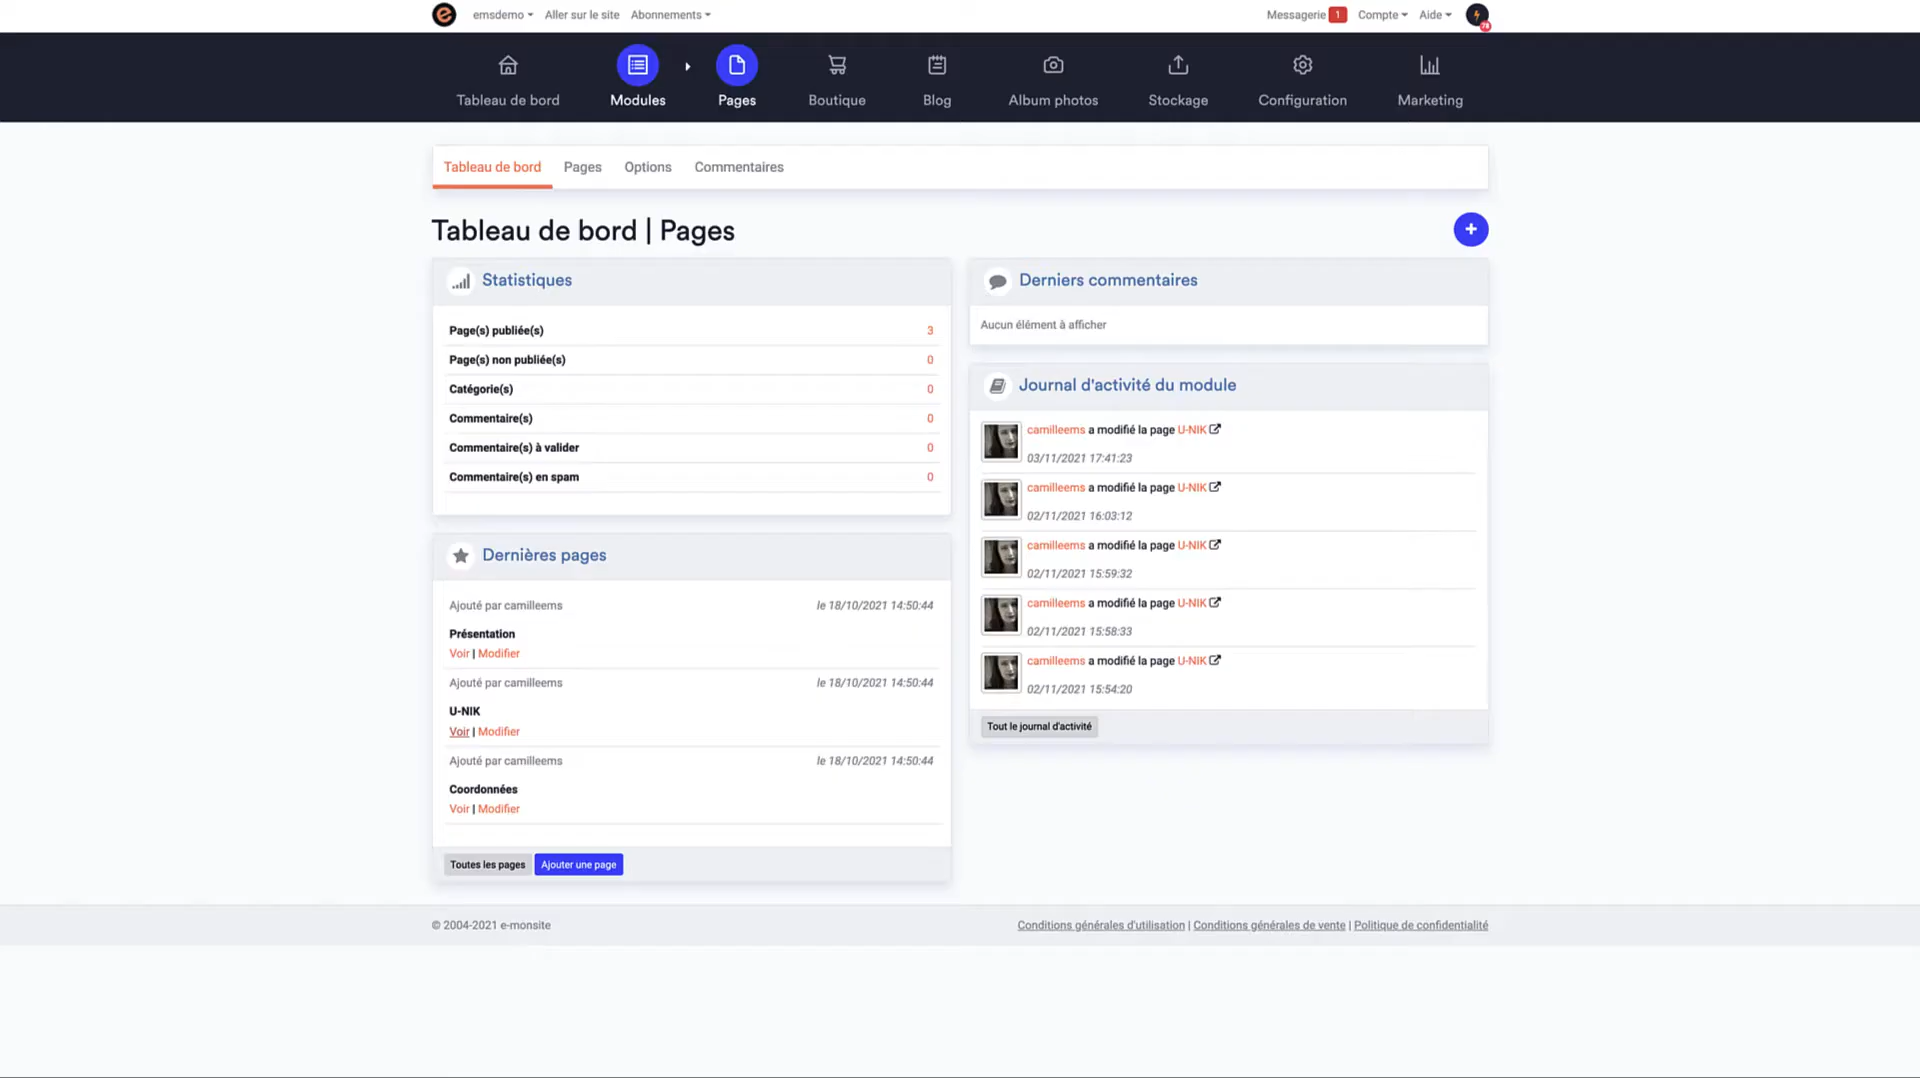 emsdemo Aller sur le site Abonnements Messagerie 1 Compte Aide
Tableau de bord Modules Pages Boutique Blog Album photos Stockage Configuration Marketing
Tableau de bord Pages Options Commentaires
Tableau de bord | Pages
Statistiques
Page(s) publiée(s) 3
Page(s) non publiée(s) 0
Catégorie(s) 0
Commentaire(s) 0
Commentaire(s) à valider 0
Commentaire(s) en spam 0
Dernières pages
Ajouté par camilleems le 18/10/2021 14:50:44
Présentation
Voir | Modifier
Ajouté par camilleems le 18/10/2021 14:50:44
U-NIK
Voir | Modifier
Ajouté par camilleems le 18/10/2021 14:50:44
Coordonnées
Voir | Modifier
Toutes les pages Ajouter une page
Derniers commentaires
Aucun élément à afficher
Journal d'activité du module
camilleems a modifié la page U-NIK
03/11/2021 17:41:23
camilleems a modifié la page U-NIK
02/11/2021 16:03:12
camilleems a modifié la page U-NIK
02/11/2021 15:59:32
camilleems a modifié la page U-NIK
02/11/2021 15:58:33
camilleems a modifié la page U-NIK
02/11/2021 15:54:20
Tout le journal d'activité
© 2004-2021 e-monsite Conditions générales d'utilisation | Conditions générales de vente | Politique de confidentialité